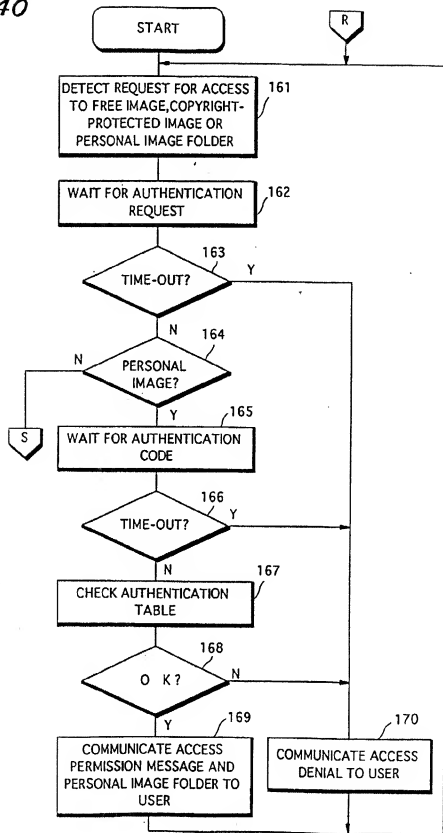 40
START
R
DETECT REQUEST FOR ACCESS
TO FREE IMAGE,COPYRIGHT-
PROTECTED IMAGE OR
PERSONAL IMAGE FOLDER
161
WAIT FOR AUTHENTICATION
REQUEST
162
163
TIME-OUT?
Y
N
164
N
PERSONAL
IMAGE?
Y
165
S
WAIT FOR AUTHENTICATION
CODE
166
TIME-OUT?
Y
N
167
CHECK AUTHENTICATION
TABLE
168
O K?
N
Y
169
170
COMMUNICATE ACCESS
PERMISSION MESSAGE AND
PERSONAL IMAGE FOLDER TO
USER
COMMUNICATE ACCESS
DENIAL TO USER